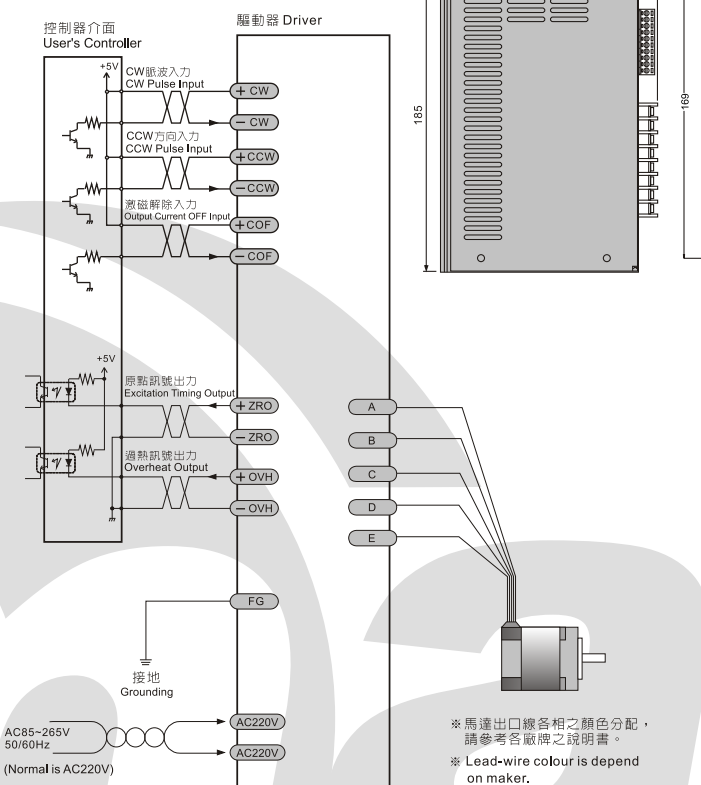 控制器介面
User's Controller
驅動器 Driver
+5V
CW脈波入力
CW Pulse Input
+ CW
− CW
CCW方向入力
CCW Pulse Input
+ CCW
− CCW
激磁解除入力
Output Current OFF Input
+ COF
− COF
+5V
原點訊號出力
Excitation Timing Output
+ ZRO
− ZRO
過熱訊號出力
Overheat Output
+ OVH
− OVH
FG
接地
Grounding
AC85~265V
50/60Hz
(Normal is AC220V)
AC220V
AC220V
A
B
C
D
E
185
169
※馬達出口線各相之顏色分配，
請參考各廠牌之說明書。
※ Lead-wire colour is depend
on maker.